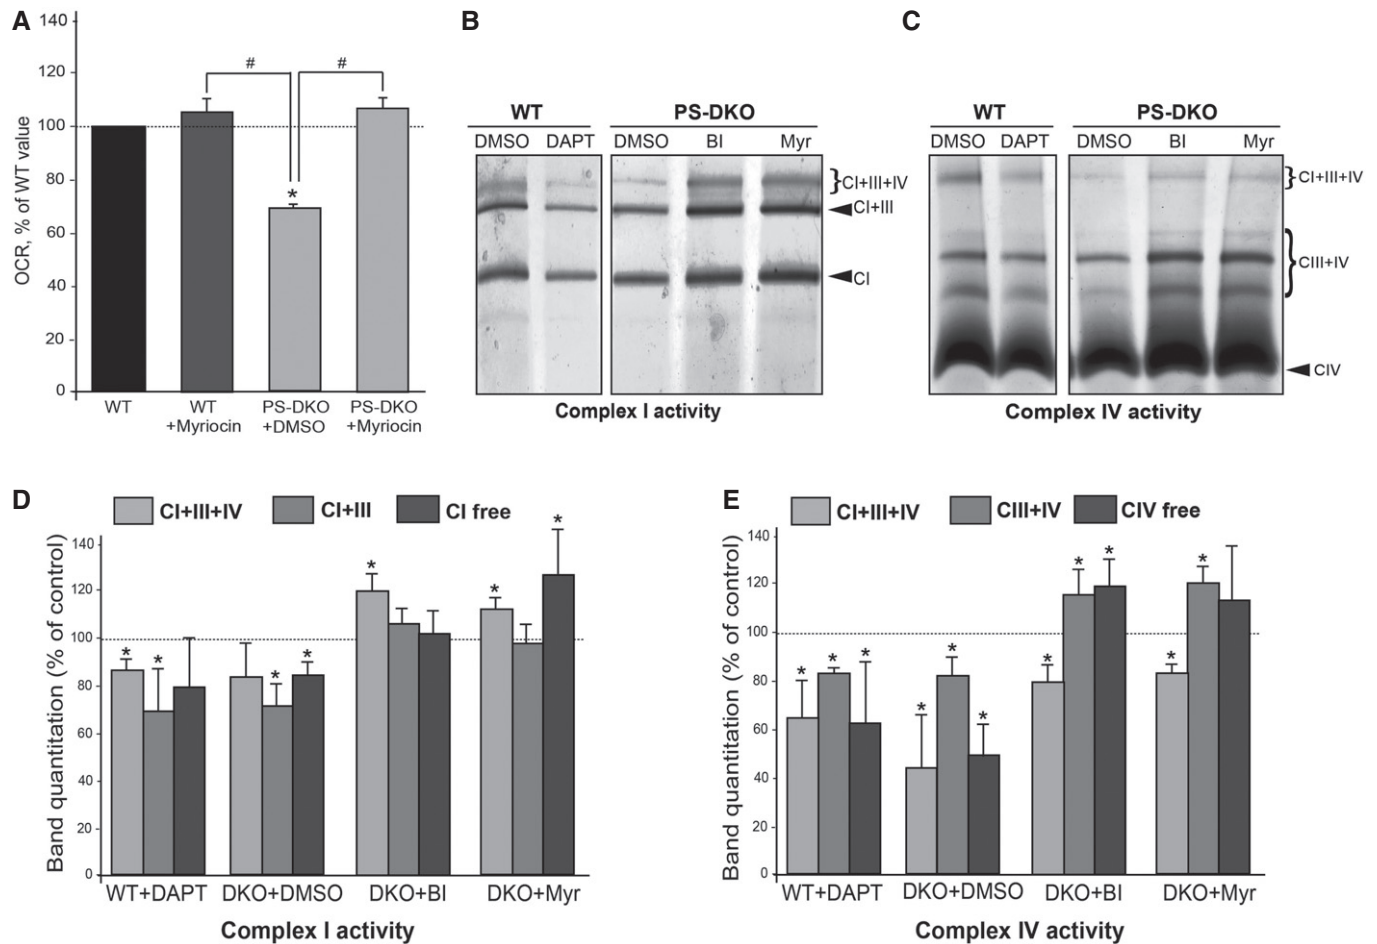 A
OCR, % of WT value
140
120
100
80
60
40
20
0
#
#
*
WT
WT
+Myriocin
PS-DKO
+DMSO
PS-DKO
+Myriocin
B
WT
PS-DKO
DMSO DAPT DMSO BI Myr
CI+III+IV
CI+III
CI
Complex I activity
C
WT
PS-DKO
DMSO DAPT DMSO BI Myr
CI+III+IV
CIII+IV
CIV
Complex IV activity
D
CI+III+IV CI+III CI free
Band quantitation (% of control)
140
120
100
80
60
40
20
0
* * * * * * *
WT+DAPT DKO+DMSO DKO+BI DKO+Myr
Complex I activity
E
CI+III+IV CIII+IV CIV free
Band quantitation (% of control)
140
120
100
80
60
40
20
0
* * * * * * * * * * *
WT+DAPT DKO+DMSO DKO+BI DKO+Myr
Complex IV activity